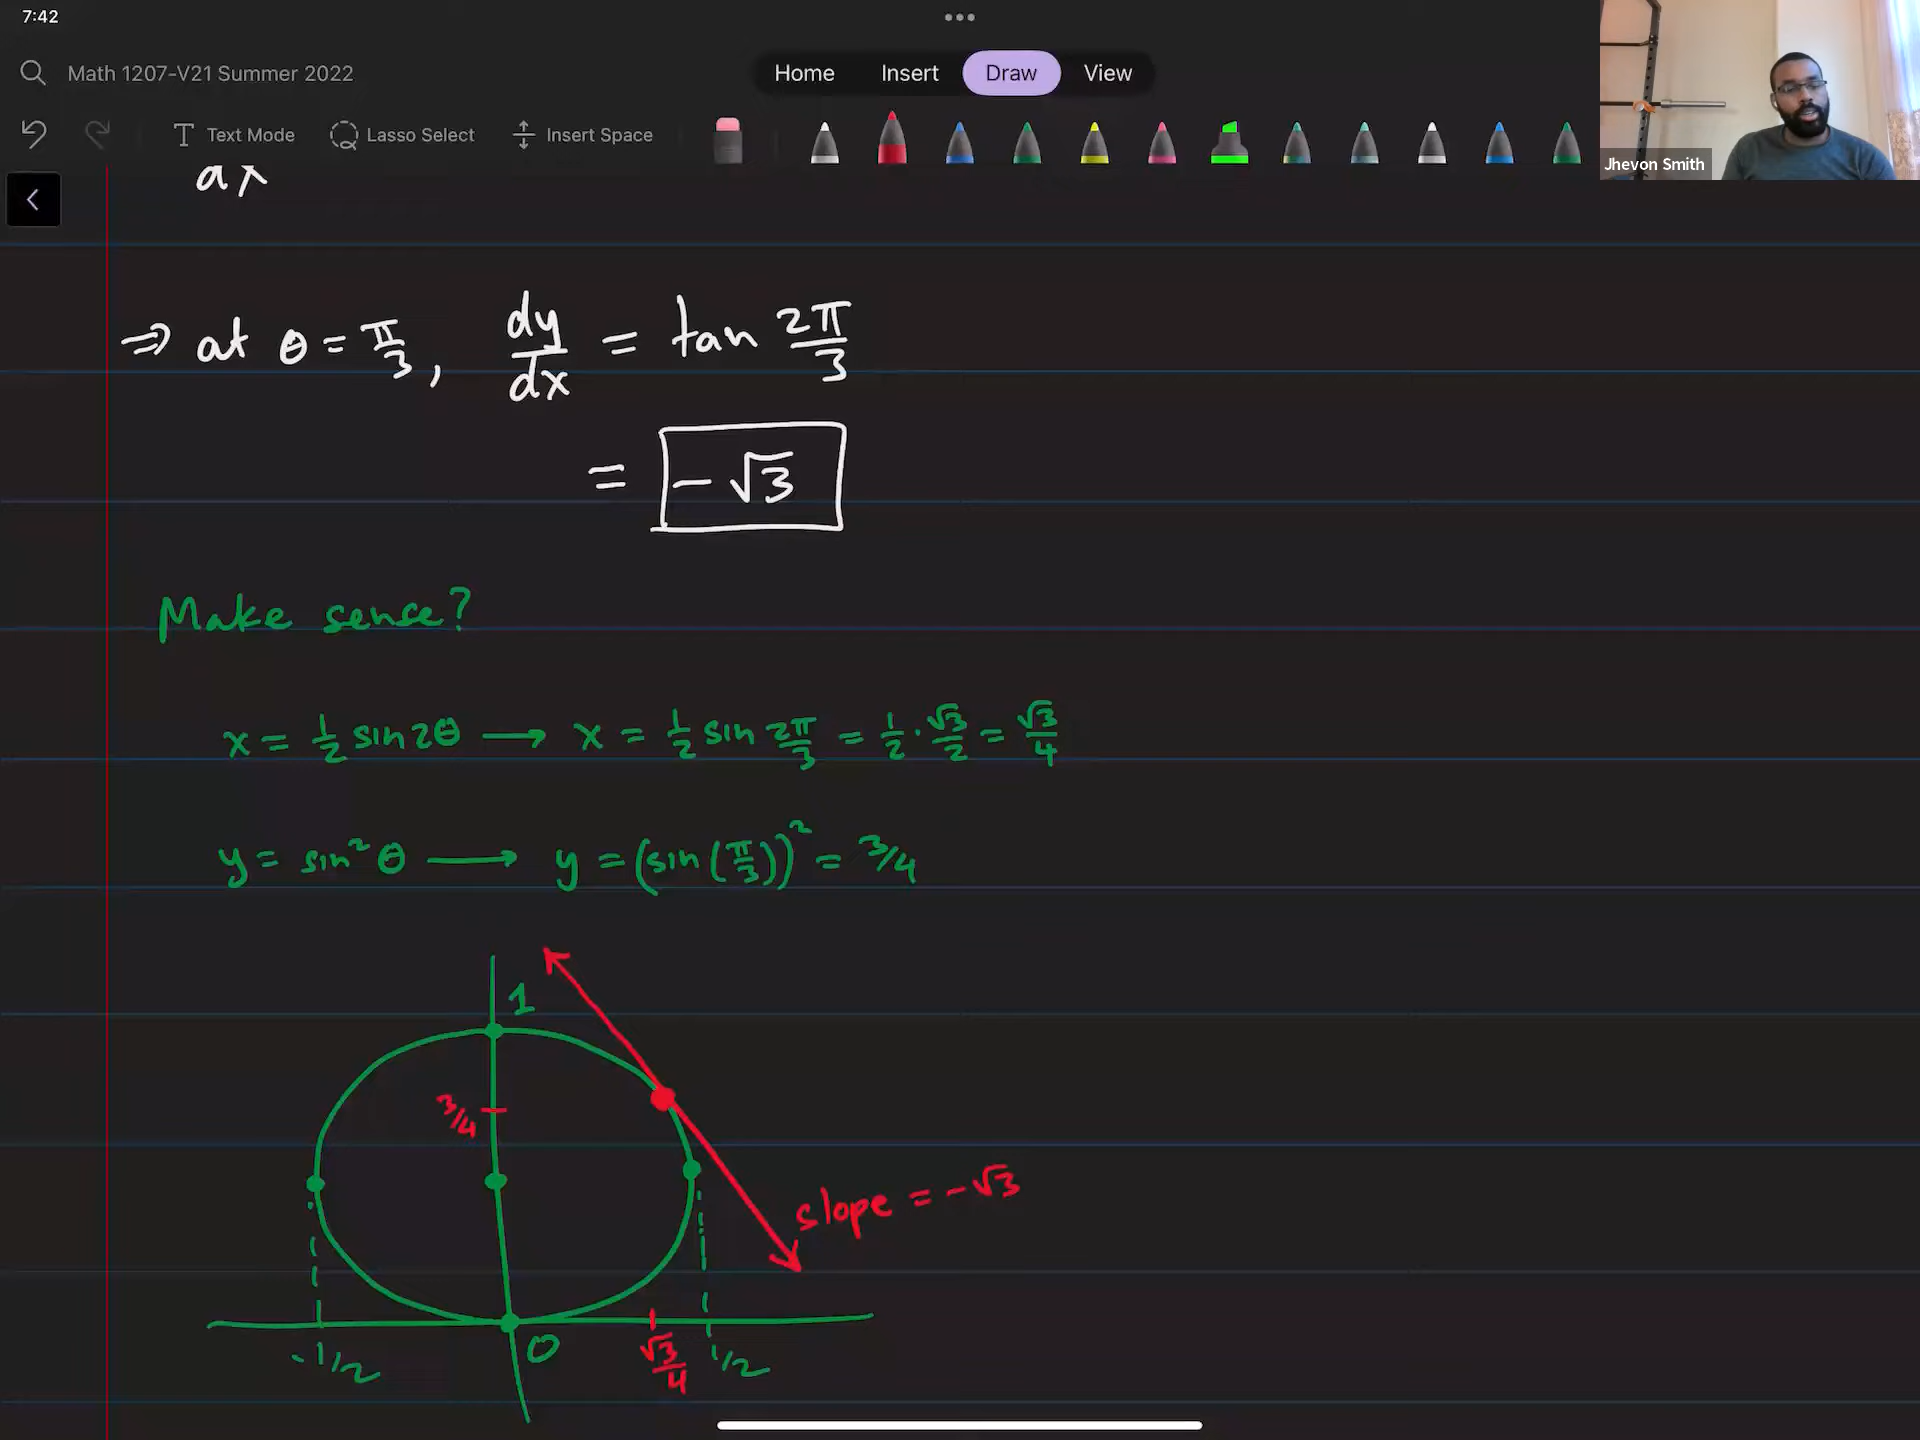 7:42
Math 1207-V21 Summer 2022
Home Insert Draw View
Text Mode Lasso Select Insert Space
Jhevon Smith
⇒ at θ = π/3, dy/dx = tan 2π/3
= -√3
Make sense?
x = 1/2 sin 2θ → x = 1/2 sin 2π/3 = 1/2 · √3/2 = √3/4
y = sin² θ → y = (sin (π/3))² = 3/4
1
3/4
slope = -√3
-1/2 0 √3/4 1/2